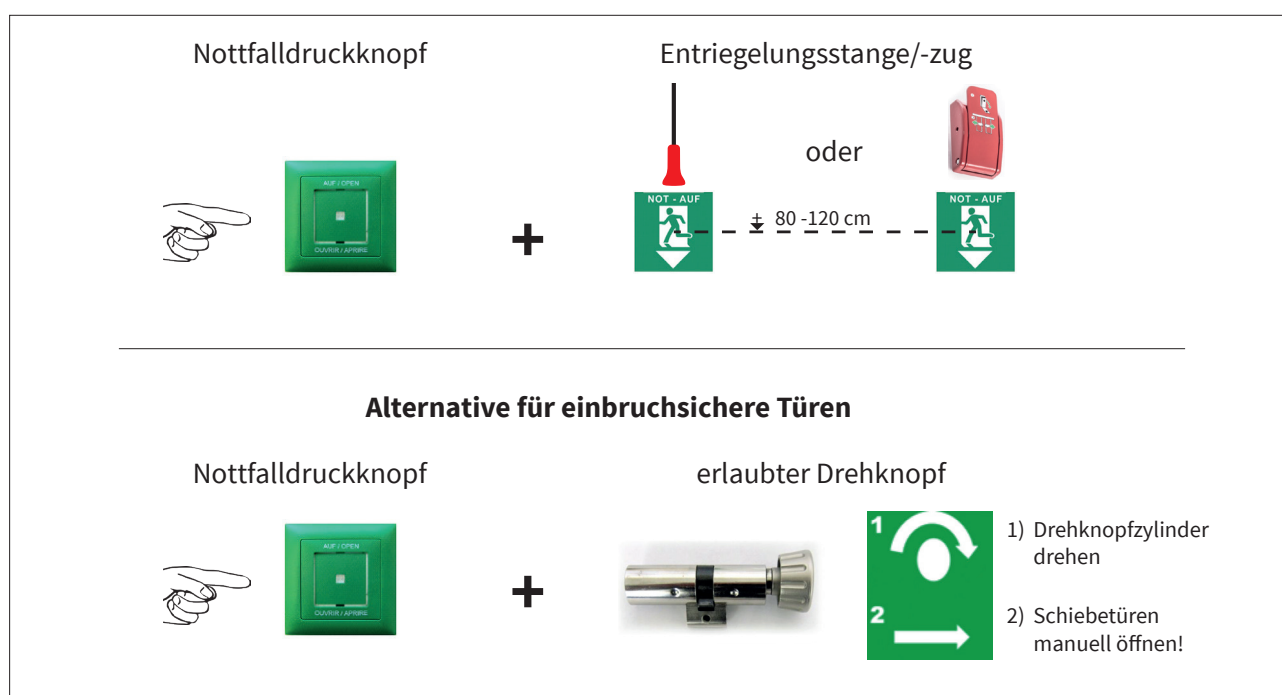 Nottfalldruckknopf
Entriegelungsstange/-zug
oder
AUF / OPEN
OUVRIR / APRIRE
+
NOT - AUF
± 80 -120 cm
NOT - AUF
Alternative für einbruchsichere Türen
Nottfalldruckknopf
erlaubter Drehknopf
AUF / OPEN
OUVRIR / APRIRE
+
1
2
1) Drehknopfzylinder
drehen
2) Schiebetüren
manuell öffnen!